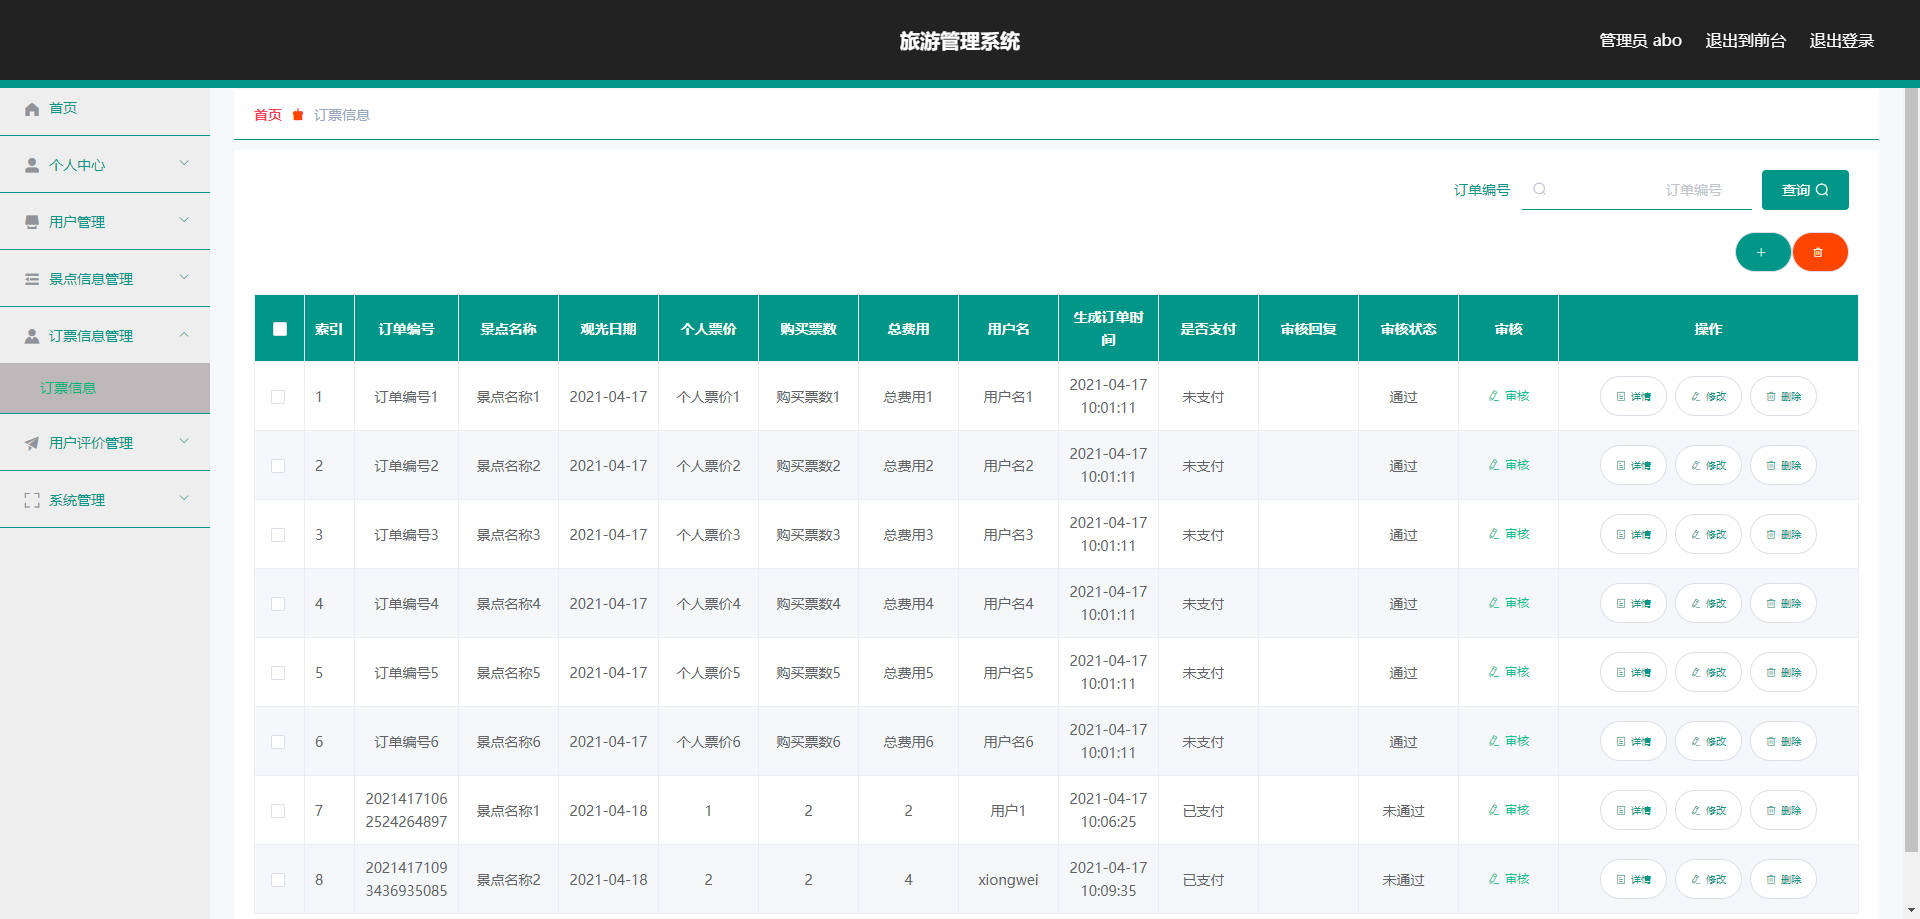 旅游管理系统
管理员 abo 退出到前台 退出登录
首页
个人中心
用户管理
景点信息管理
订票信息管理
订票信息
用户评价管理
系统管理
首页 订票信息
订单编号 订单编号 查询
索引 订单编号 景点名称 观光日期 个人票价 购买票数 总费用 用户名 生成订单时间 是否支付 审核回复 审核状态 审核 操作
1 订单编号1 景点名称1 2021-04-17 个人票价1 购买票数1 总费用1 用户名1 2021-04-17 10:01:11 未支付 通过 审核 详情 修改 删除
2 订单编号2 景点名称2 2021-04-17 个人票价2 购买票数2 总费用2 用户名2 2021-04-17 10:01:11 未支付 通过 审核 详情 修改 删除
3 订单编号3 景点名称3 2021-04-17 个人票价3 购买票数3 总费用3 用户名3 2021-04-17 10:01:11 未支付 通过 审核 详情 修改 删除
4 订单编号4 景点名称4 2021-04-17 个人票价4 购买票数4 总费用4 用户名4 2021-04-17 10:01:11 未支付 通过 审核 详情 修改 删除
5 订单编号5 景点名称5 2021-04-17 个人票价5 购买票数5 总费用5 用户名5 2021-04-17 10:01:11 未支付 通过 审核 详情 修改 删除
6 订单编号6 景点名称6 2021-04-17 个人票价6 购买票数6 总费用6 用户名6 2021-04-17 10:01:11 未支付 通过 审核 详情 修改 删除
7 20214171062524264897 景点名称1 2021-04-18 1 2 2 用户1 2021-04-17 10:06:25 已支付 未通过 审核 详情 修改 删除
8 20214171093436935085 景点名称2 2021-04-18 2 2 4 xiongwei 2021-04-17 10:09:35 已支付 未通过 审核 详情 修改 删除